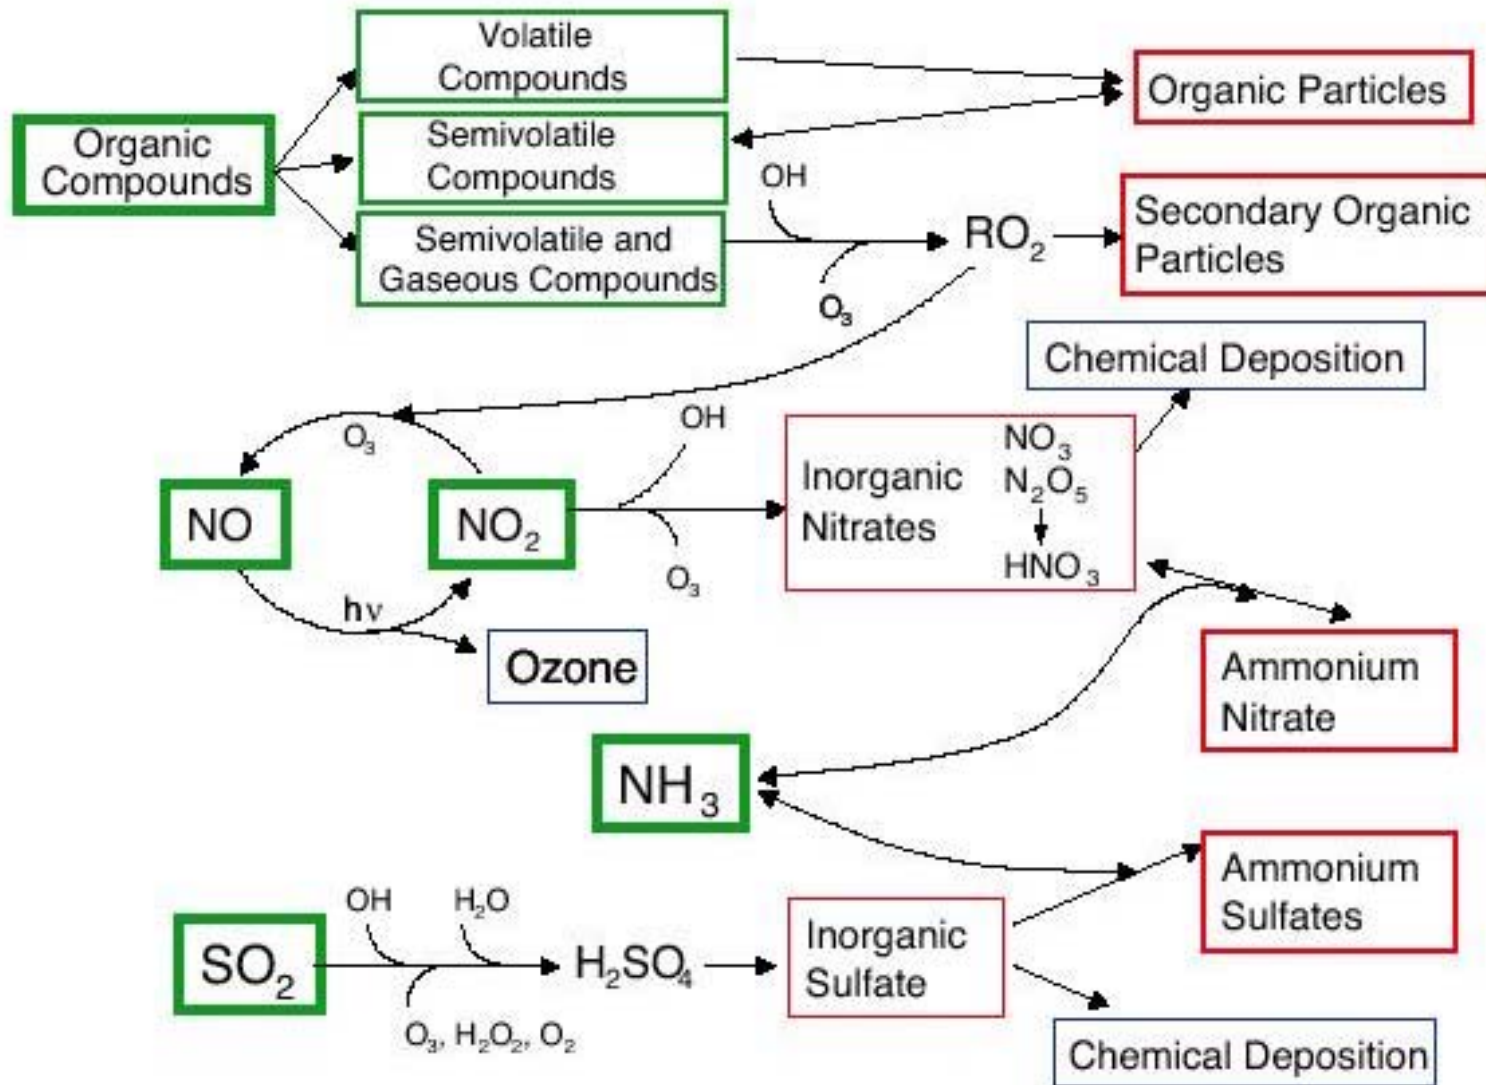 Volatile
Compounds
Organic Particles
Organic
Compounds
Semivolatile
Compounds
OH
Semivolatile and
Gaseous Compounds
RO₂
Secondary Organic
Particles
O₃
Chemical Deposition
O₃
OH
NO
NO₂
Inorganic
Nitrates
NO₃
N₂O₅
HNO₃
O₃
hν
Ozone
Ammonium
Nitrate
NH₃
Ammonium
Sulfates
OH
H₂O
SO₂
H₂SO₄
Inorganic
Sulfate
O₃, H₂O₂, O₂
Chemical Deposition